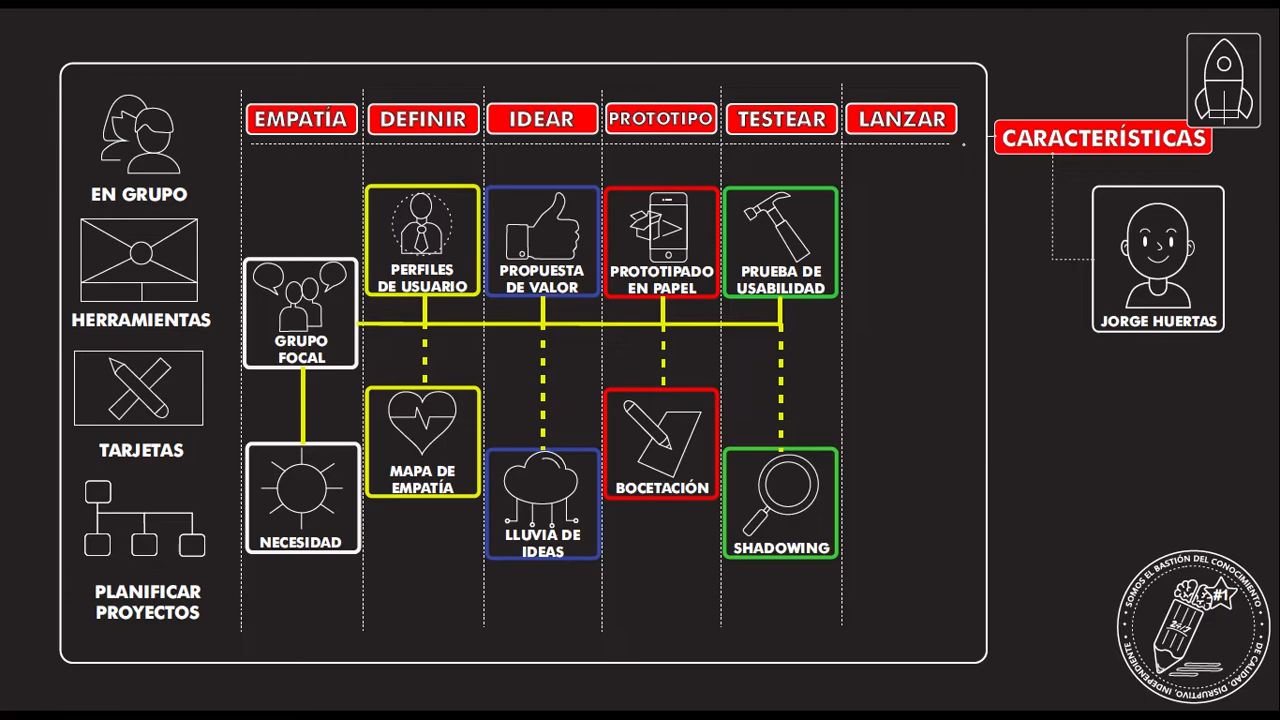 EMPATÍA
DEFINIR
IDEAR
PROTOTIPO
TESTEAR
LANZAR
CARACTERÍSTICAS
EN GRUPO
HERRAMIENTAS
TARJETAS
PLANIFICAR
PROYECTOS
GRUPO
FOCAL
NECESIDAD
PERFILES
DE USUARIO
MAPA DE
EMPATÍA
PROPUESTA
DE VALOR
LLUVIA DE
IDEAS
PROTOTIPADO
EN PAPEL
BOCETACIÓN
PRUEBA DE
USABILIDAD
SHADOWING
JORGE HUERTAS
SOMOS EL BASTIÓN DEL CONOCIMIENTO
DE CALIDAD, DISRUPTIVO, INDEPENDIENTE
#1
24/7